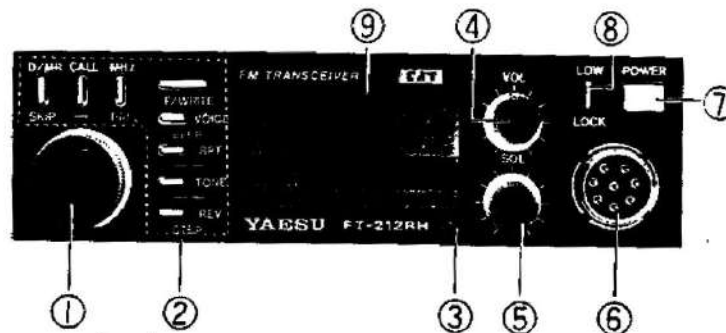 ⑨ ④ ⑧
D/MR CALL MHz
FM TRANSCEIVER CAT VOL LOW POWER
F/WRITE
SKIP VOICE ⑦
RPT LOCK
SQL
TONE
REV
YAESU FT-212RH
STEP
① ② ③ ⑤ ⑥